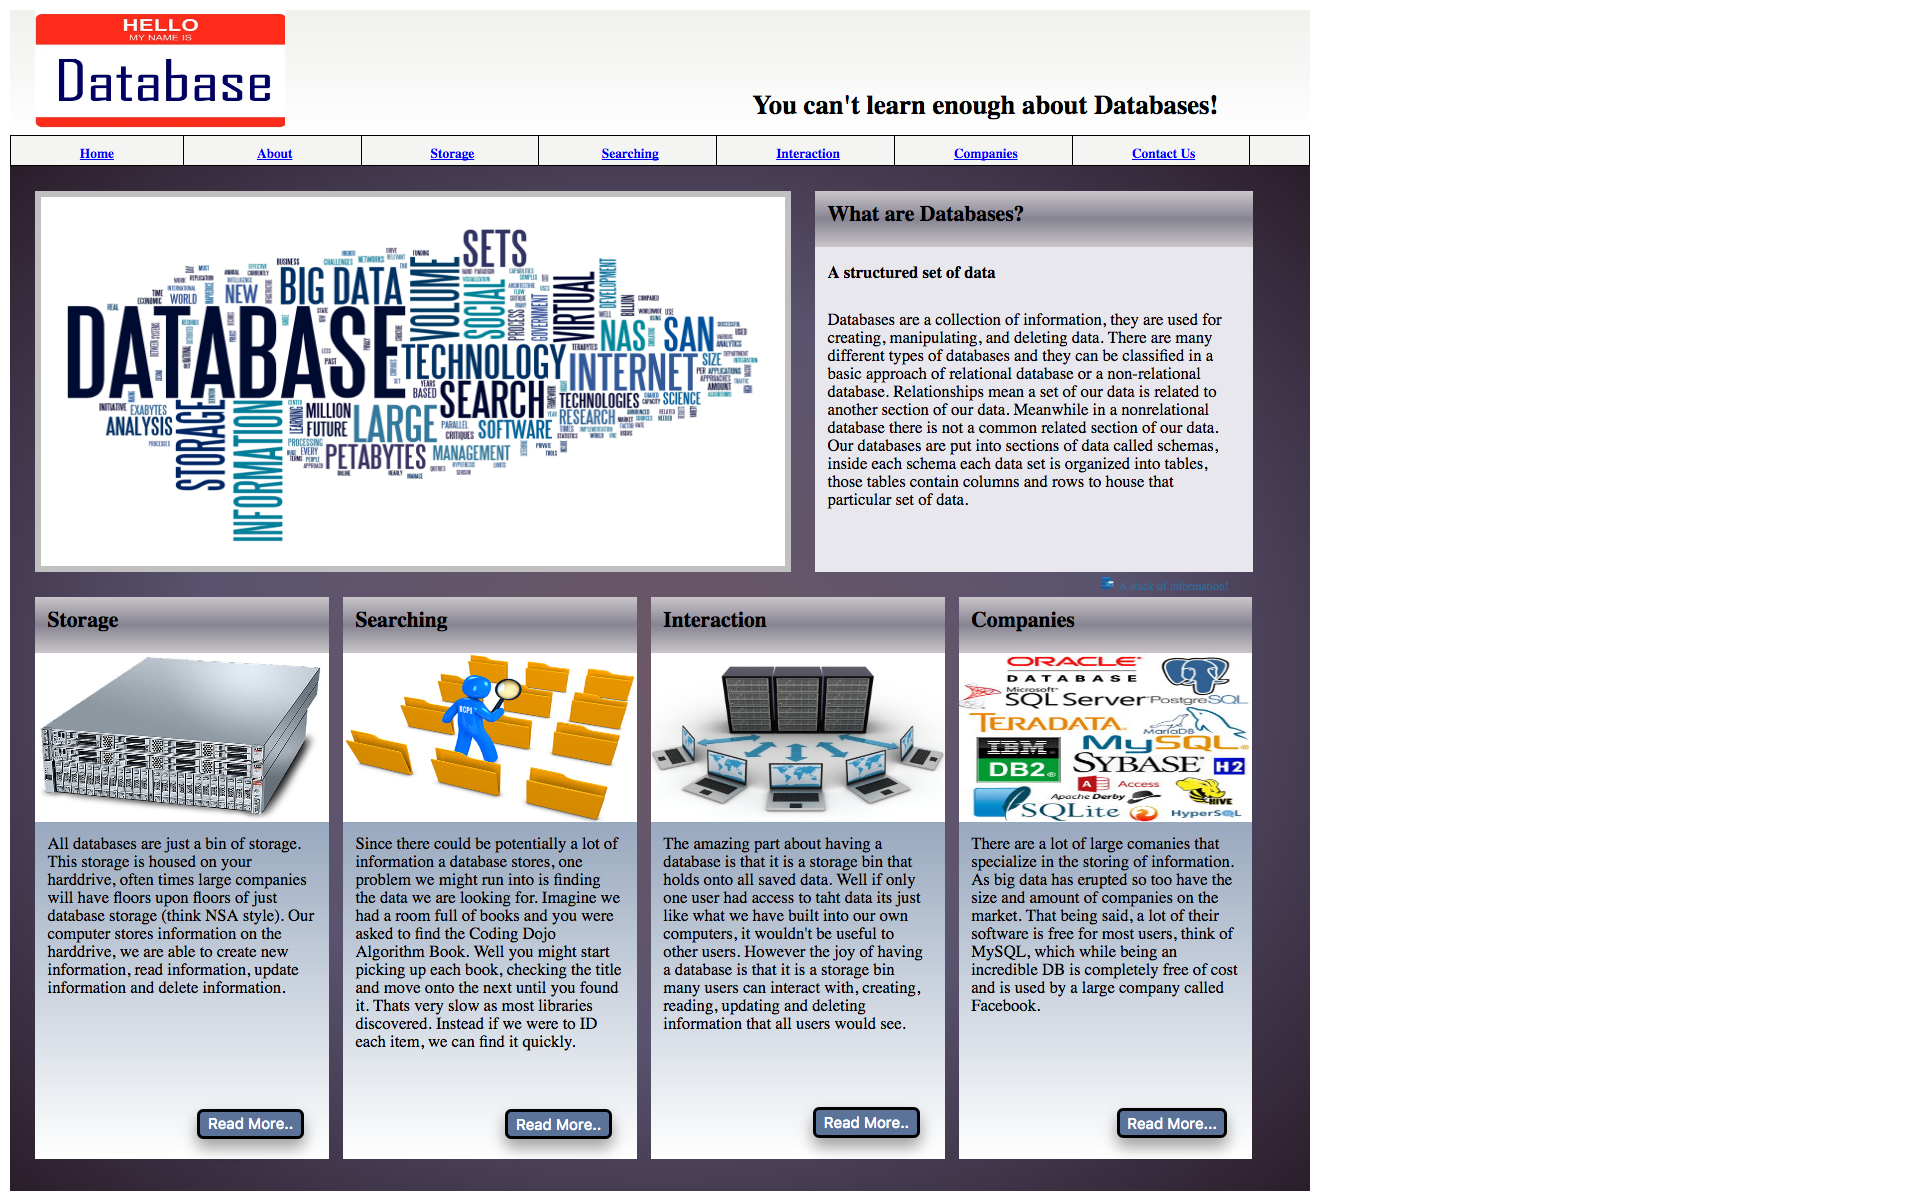 HELLO
MY NAME IS
Database
You can't learn enough about Databases!
Home
About
Storage
Searching
Interaction
Companies
Contact Us
SETS
BIG DATA
NEW
WORLD
VOLUME
SOCIAL
VIRTUAL
DEVELOPMENT
GOVERNMENT
PROCESS
BILLION
DATABASE
NAS
SAN
TECHNOLOGY
INTERNET
SIZE
SEARCH
BASED
TECHNOLOGIES
SCIENCE
INITIATIVE
EXABYTES
ANALYSIS
STORAGE
INFORMATION
LEARNING
MILLION
FUTURE
LARGE
PARALLEL
CRITIQUES
SOFTWARE
RESEARCH
PETABYTES
MANAGEMENT
What are Databases?
A structured set of data
Databases are a collection of information, they are used for
creating, manipulating, and deleting data. There are many
different types of databases and they can be classified in a
basic approach of relational database or a non-relational
database. Relationships mean a set of our data is related to
another section of our data. Meanwhile in a nonrelational
database there is not a common related section of our data.
Our databases are put into sections of data called schemas,
inside each schema each data set is organized into tables,
those tables contain columns and rows to house that
particular set of data.
A stack of information!
Storage
All databases are just a bin of storage.
This storage is housed on your
harddrive, often times large companies
will have floors upon floors of just
database storage (think NSA style). Our
computer stores information on the
harddrive, we are able to create new
information, read information, update
information and delete information.
Read More..
Searching
Since there could be potentially a lot of
information a database stores, one
problem we might run into is finding
the data we are looking for. Imagine we
had a room full of books and you were
asked to find the Coding Dojo
Algorithm Book. Well you might start
picking up each book, checking the title
and move onto the next until you found
it. Thats very slow as most libraries
discovered. Instead if we were to ID
each item, we can find it quickly.
Read More..
Interaction
The amazing part about having a
database is that it is a storage bin that
holds onto all saved data. Well if only
one user had access to taht data its just
like what we have built into our own
computers, it wouldn't be useful to
other users. However the joy of having
a database is that it is a storage bin
many users can interact with, creating,
reading, updating and deleting
information that all users would see.
Read More..
Companies
ORACLE
DATABASE
Microsoft
SQL Server
PostgreSQL
TERADATA
MariaDB
IBM
DB2
MySQL
SYBASE
H2
Access
Apache Derby
HIVE
SQLite
HyperSQL
There are a lot of large comanies that
specialize in the storing of information.
As big data has erupted so too have the
size and amount of companies on the
market. That being said, a lot of their
software is free for most users, think of
MySQL, which while being an
incredible DB is completely free of cost
and is used by a large company called
Facebook.
Read More...